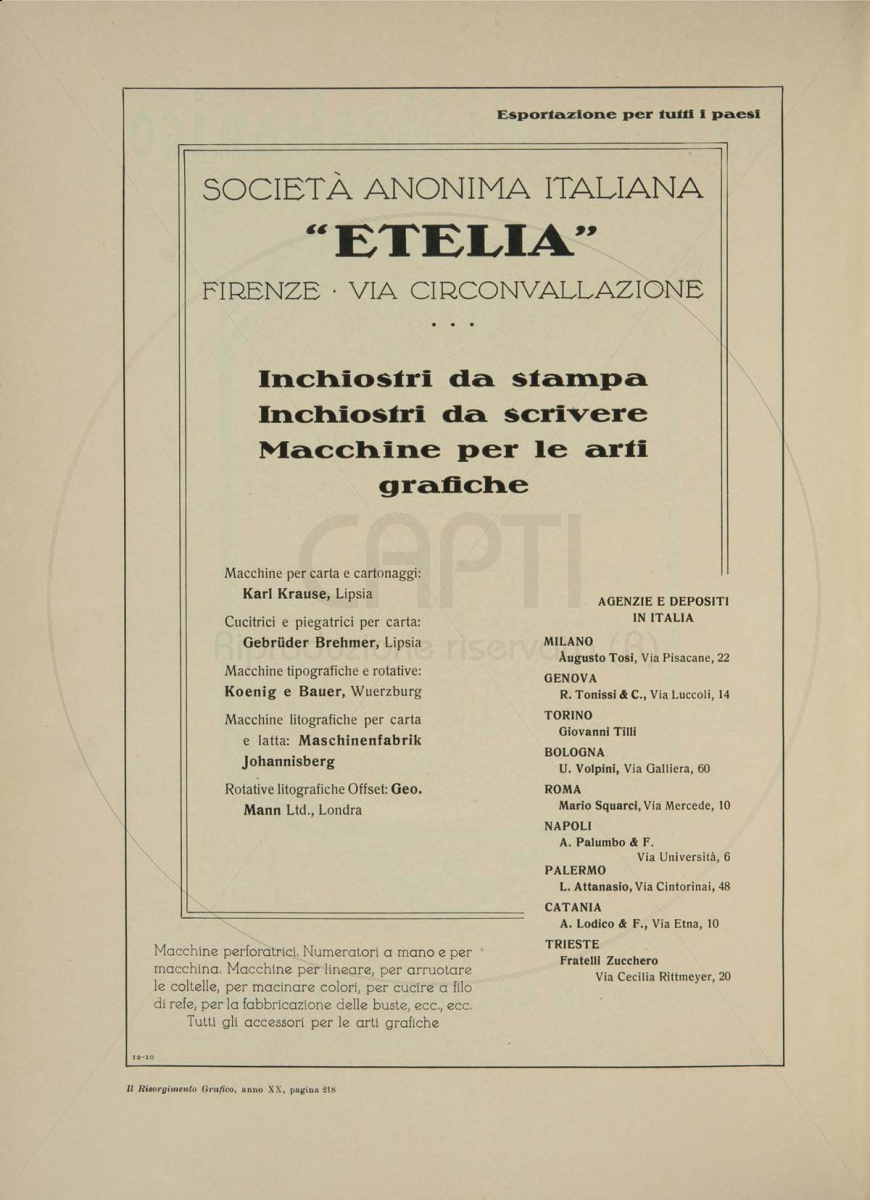 Esportazione per tutti i paesi
SOCIETÀ ANONIMA ITALIANA
“ETELIA”
FIRENZE · VIA CIRCONVALLAZIONE
• • •
Inchiostri da stampa
Inchiostri da scrivere
Macchine per le arti
grafiche
Macchine per carta e cartonaggi:
Karl Krause, Lipsia
Cucitrici e piegatrici per carta:
Gebrüder Brehmer, Lipsia
Macchine tipografiche e rotative:
Koenig e Bauer, Wuerzburg
Macchine litografiche per carta
e latta: Maschinenfabrik
Johannisberg
Rotative litografiche Offset: Geo.
Mann Ltd., Londra
AGENZIE E DEPOSITI
IN ITALIA
MILANO
Augusto Tosi, Via Pisacane, 22
GENOVA
R. Tonissi & C., Via Luccoli, 14
TORINO
Giovanni Tilli
BOLOGNA
U. Volpini, Via Galliera, 60
ROMA
Mario Squarci, Via Mercede, 10
NAPOLI
A. Palumbo & F.
Via Università, 6
PALERMO
L. Attanasio, Via Cintorinai, 48
CATANIA
A. Lodico & F., Via Etna, 10
TRIESTE
Fratelli Zucchero
Via Cecilia Rittmeyer, 20
Macchine perforatrici. Numeratori a mano e per
macchina. Macchine per lineare, per arruotare
le coltelle, per macinare colori, per cucire a filo
di refe, per la fabbricazione delle buste, ecc., ecc.
Tutti gli accessori per le arti grafiche
12-10
Il Risorgimento Grafico, anno XX, pagina 218
CAPTI